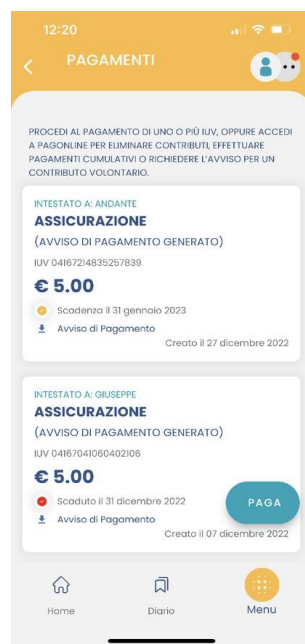 12:20
PAGAMENTI
PROCEDI AL PAGAMENTO DI UNO O PIÙ IUV, OPPURE ACCEDI
A PAGONLINE PER ELIMINARE CONTRIBUTI, EFFETTUARE
PAGAMENTI CUMULATIVI O RICHIEDERE L'AVVISO PER UN
CONTRIBUTO VOLONTARIO.
INTESTATO A: ANDANTE
ASSICURAZIONE
(AVVISO DI PAGAMENTO GENERATO)
IUV 04167214835257839
€ 5.00
Scadenza il 31 gennaio 2023
Avviso di Pagamento
Creato il 27 dicembre 2022
INTESTATO A: GIUSEPPE
ASSICURAZIONE
(AVVISO DI PAGAMENTO GENERATO)
IUV 04167041060402106
€ 5.00
Scaduto il 31 dicembre 2022
PAGA
Avviso di Pagamento
Creato il 07 dicembre 2022
Home
Diario
Menu